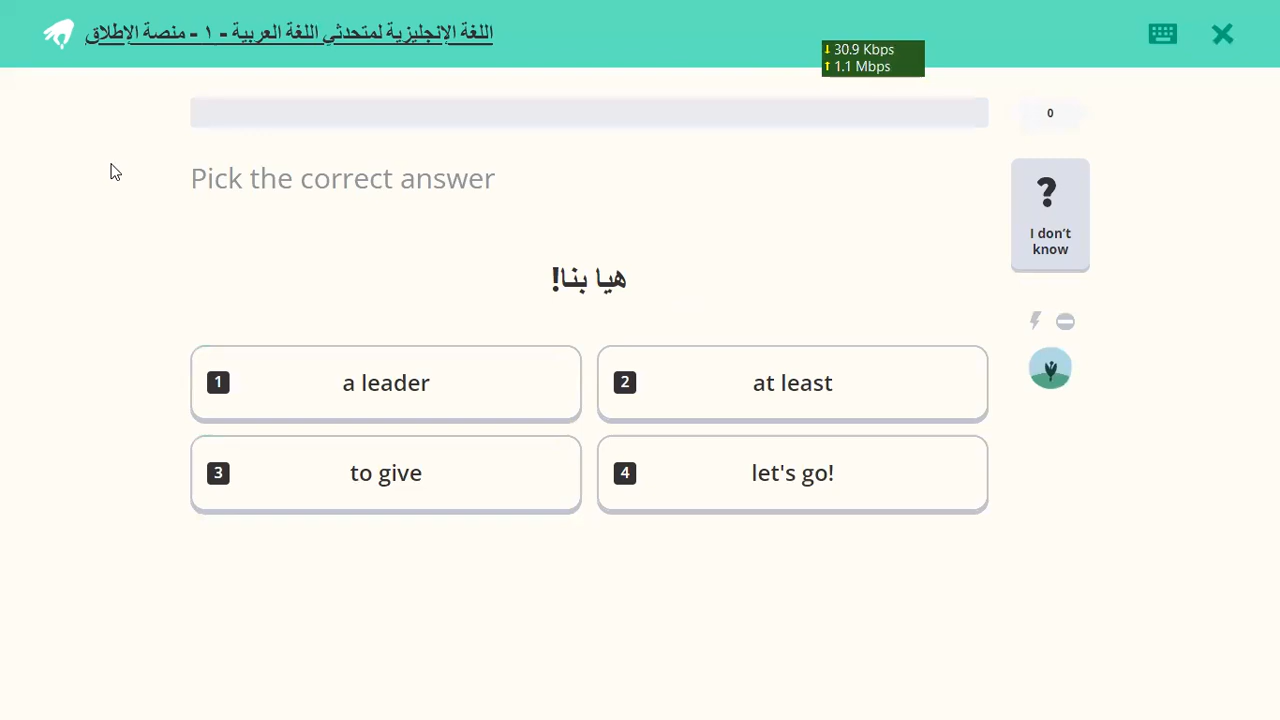 اللغة الإنجليزية لمتحدثي اللغة العربية - ١ - منصة الإطلاق
↓ 30.9 Kbps
↑ 1.1 Mbps
0
Pick the correct answer
?
I don't
know
هيا بنا!
1 a leader
2 at least
3 to give
4 let's go!